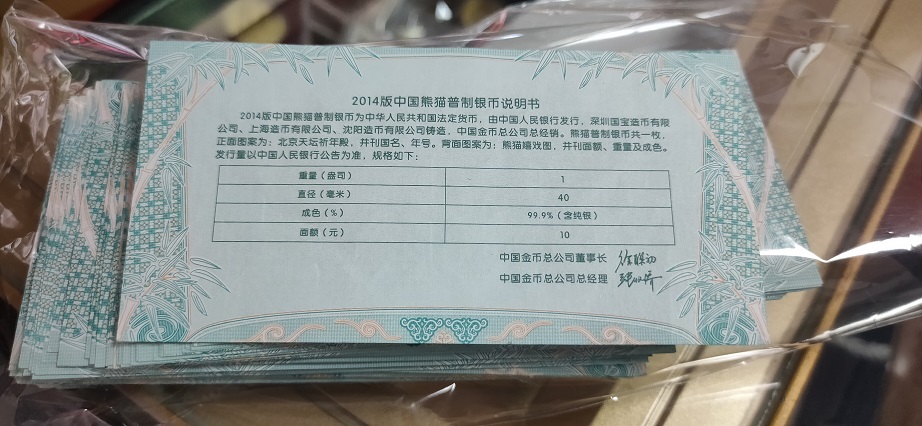 2014版中国熊猫普制银币说明书
2014版中国熊猫普制银币为中华人民共和国法定货币，由中国人民银行发行，深圳国宝造币有限
公司、上海造币有限公司、沈阳造币有限公司铸造，中国金币总公司总经销。熊猫普制银币共一枚，
正面图案为：北京天坛祈年殿，并刊国名、年号。背面图案为：熊猫嬉戏图，并刊面额、重量及成色。
发行量以中国人民银行公告为准，规格如下：
重量（盎司） 1
直径（毫米） 40
成色（%） 99.9%（含纯银）
面额（元） 10
中国金币总公司董事长
中国金币总公司总经理